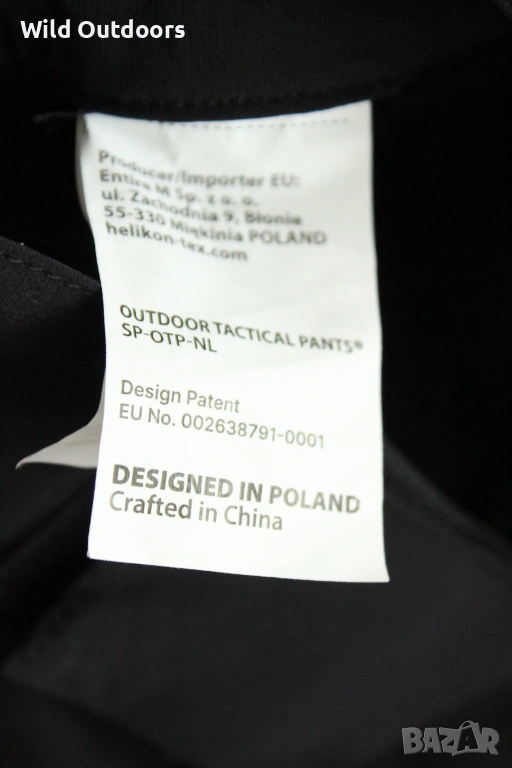 Wild Outdoors
Producer/Importer EU:
Entire M Sp. z o. o.
ul. Zachodnia 9, Błonie
55-330 Miękinia POLAND
helikon-tex.com
OUTDOOR TACTICAL PANTS®
SP-OTP-NL
Design Patent
EU No. 002638791-0001
DESIGNED IN POLAND
Crafted in China
BAZAR